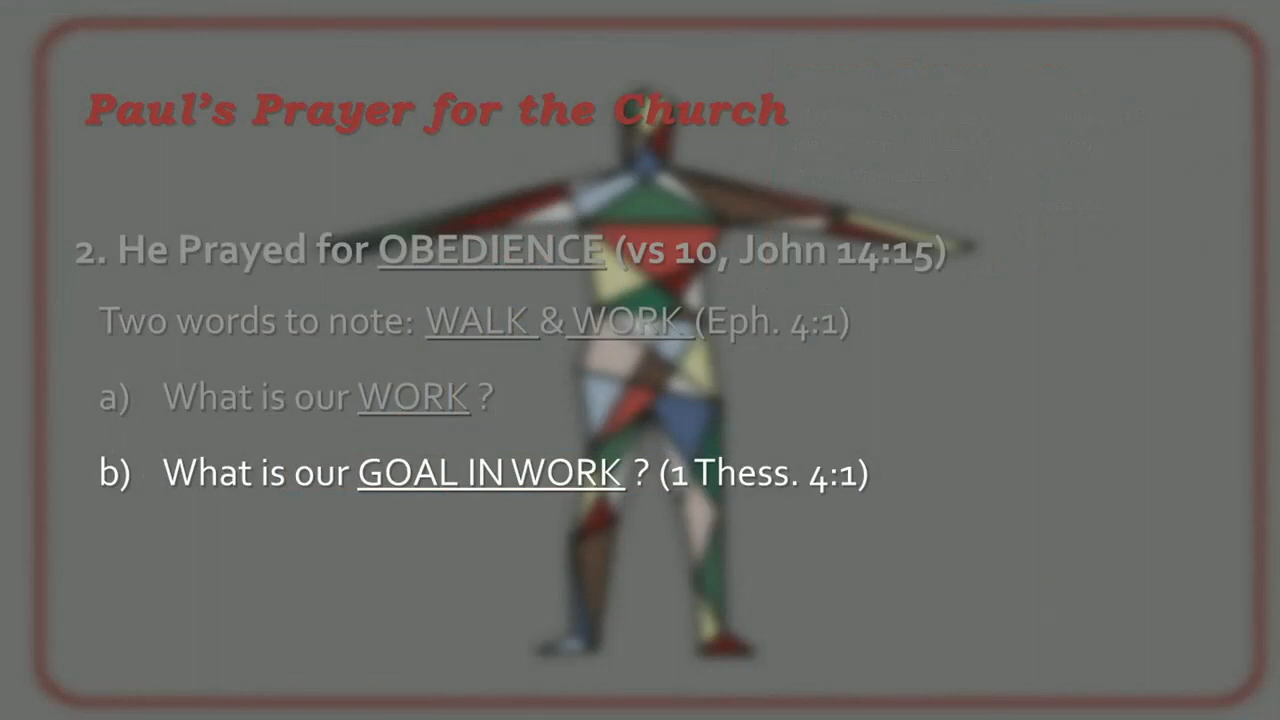 Paul's Prayer for the Church
2. He Prayed for OBEDIENCE (vs 10, John 14:15)
Two words to note: WALK & WORK (Eph. 4:1)
a) What is our WORK ?
b) What is our GOAL IN WORK ? (1 Thess. 4:1)